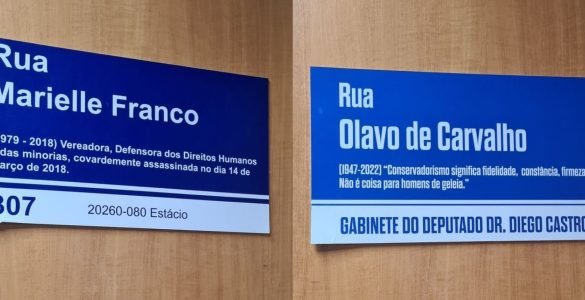 Rua
Marielle Franco
979 - 2018) Vereadora, Defensora dos Direitos Humanos
das minorias, covardemente assassinada no dia 14 de
arço de 2018.
307
20260-080 Estácio
Rua
Olavo de Carvalho
(1947-2022) “Conservadorismo significa fidelidade, constância, firmeza
Não é coisa para homens de geleia.”
GABINETE DO DEPUTADO DR. DIEGO CASTRO